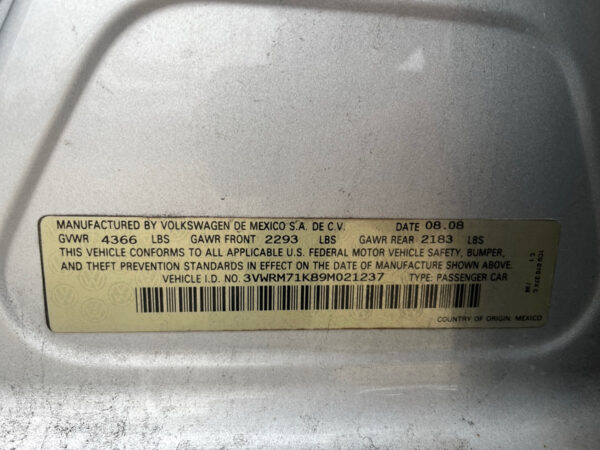 MANUFACTURED BY VOLKSWAGEN DE MEXICO S.A. DE C.V. DATE 08.08
GVWR 4366 LBS GAWR FRONT 2293 LBS GAWR REAR 2183 LBS
THIS VEHICLE CONFORMS TO ALL APPLICABLE U.S. FEDERAL MOTOR VEHICLE SAFETY, BUMPER,
AND THEFT PREVENTION STANDARDS IN EFFECT ON THE DATE OF MANUFACTURE SHOWN ABOVE.
VEHICLE I.D. NO. 3VWRM71K89M021237 TYPE: PASSENGER CAR
COUNTRY OF ORIGIN: MEXICO